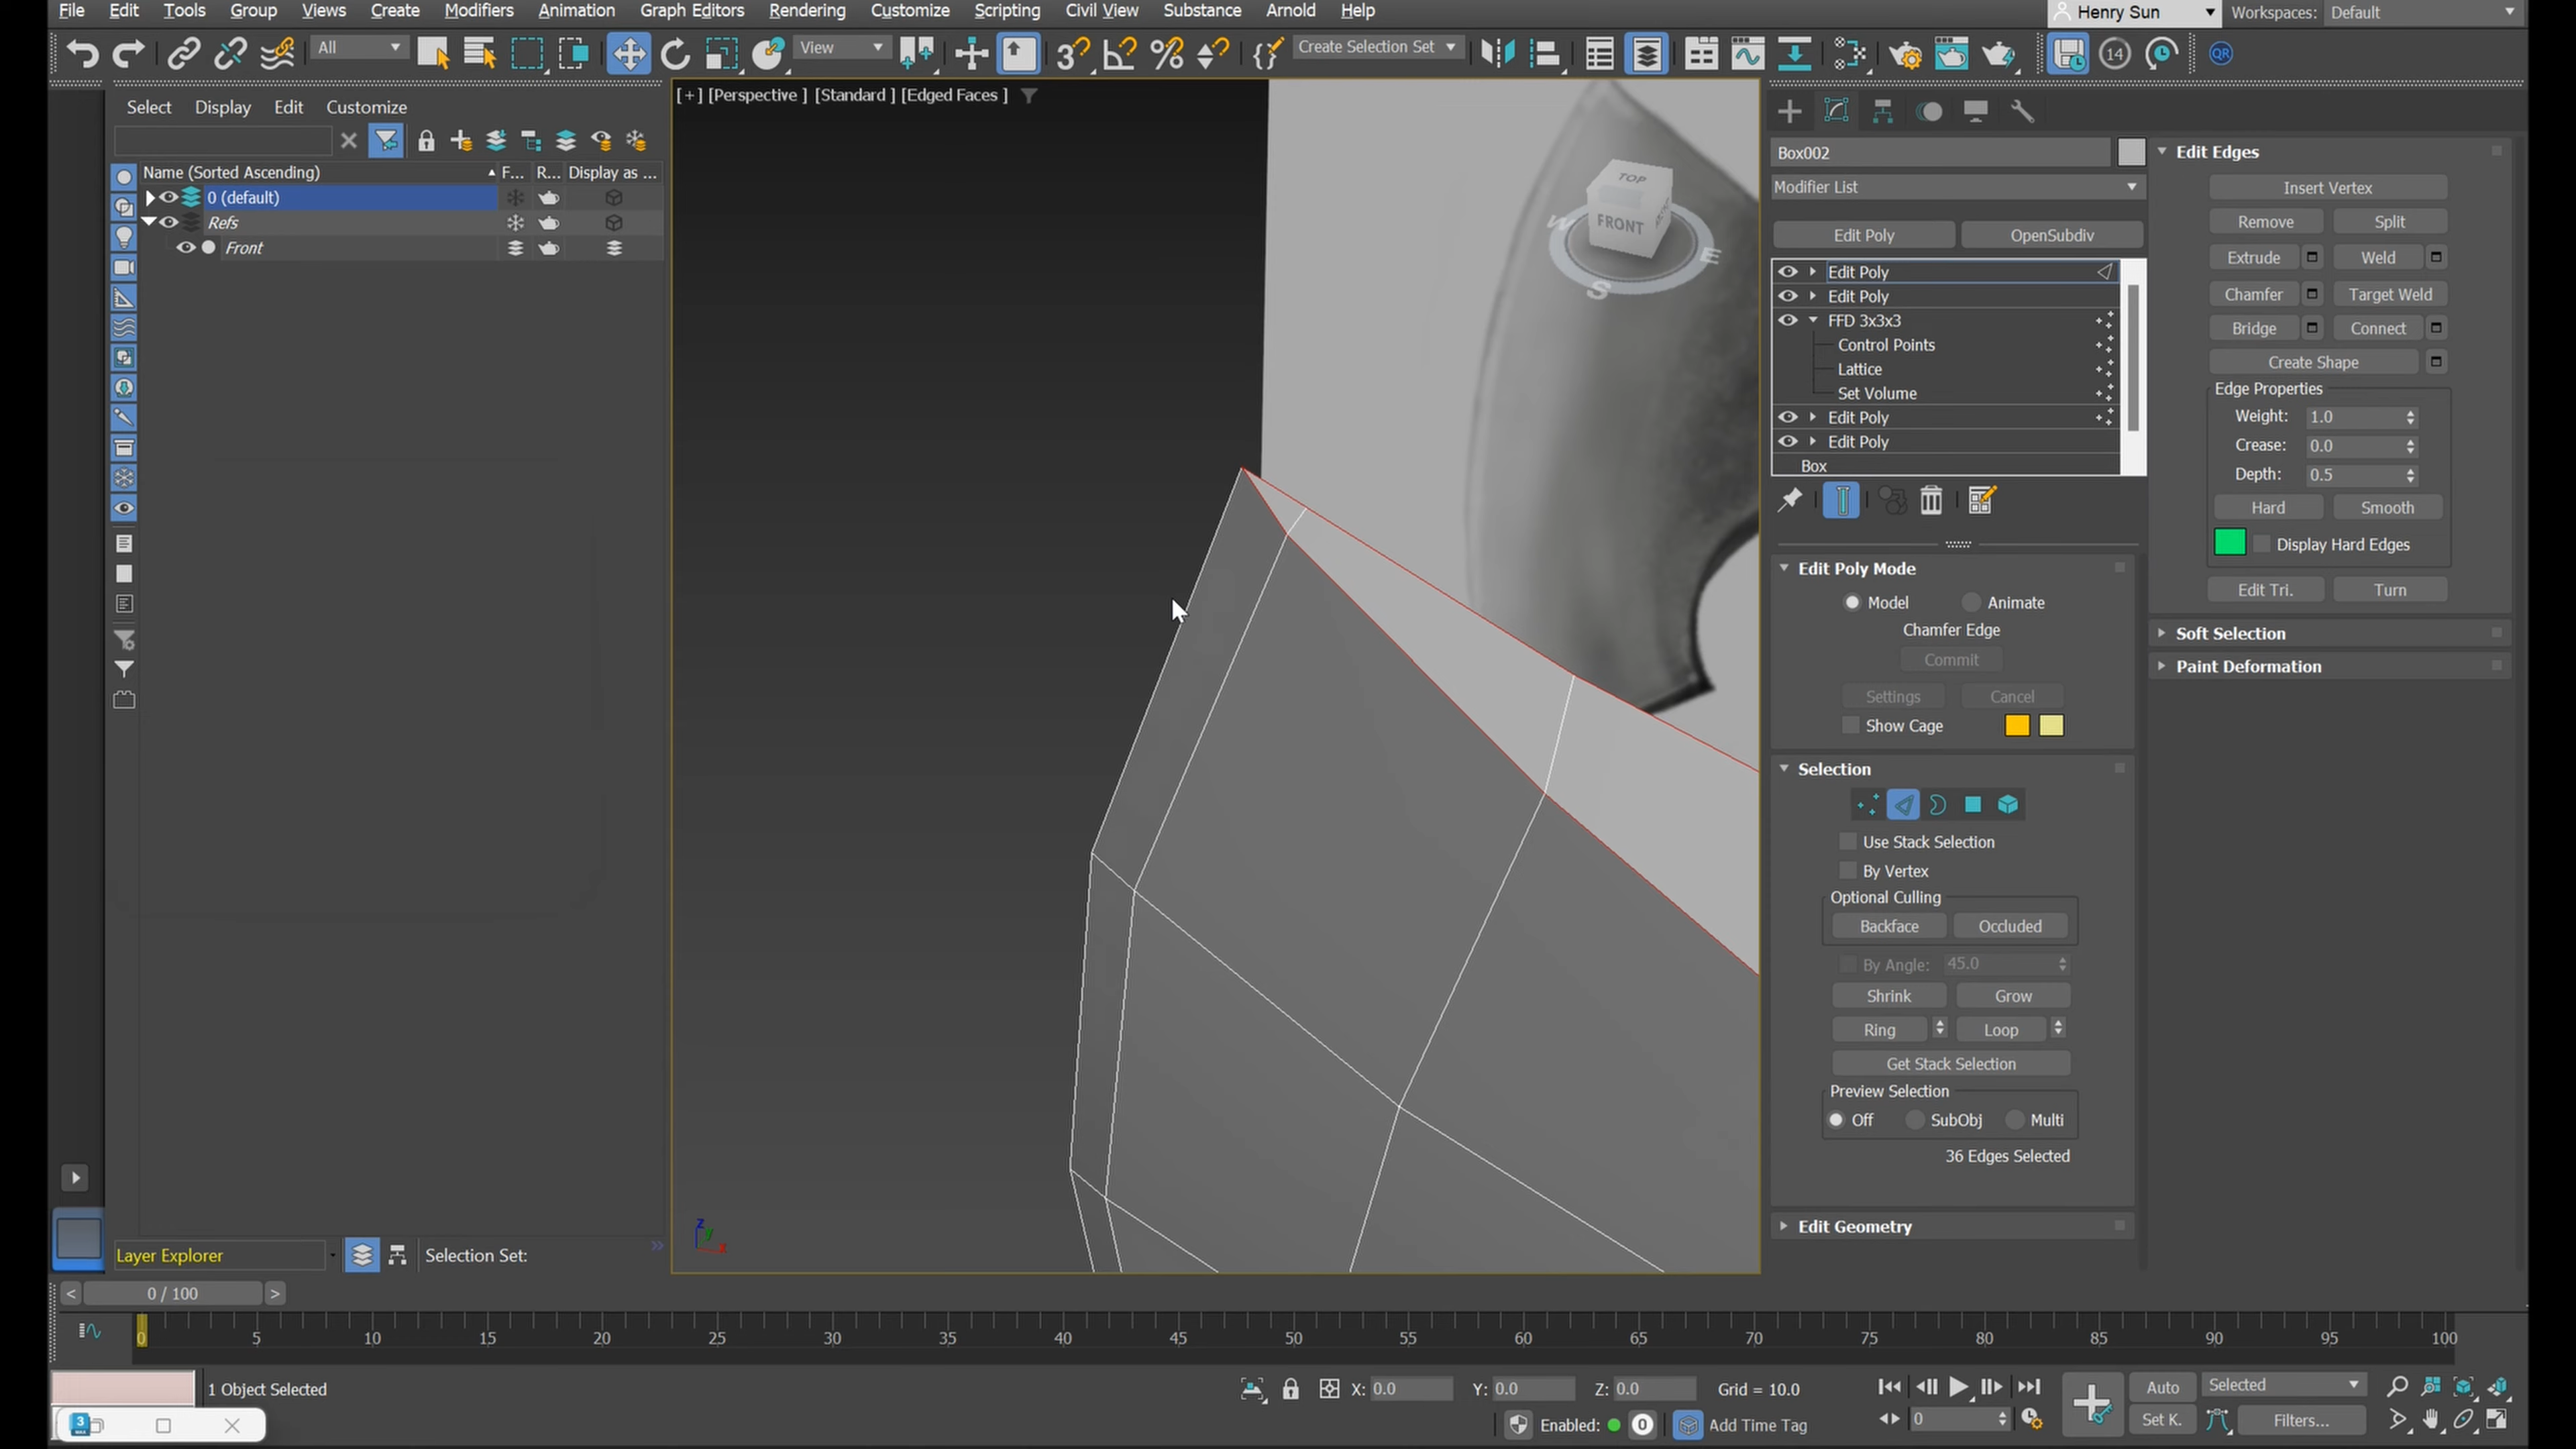 File Edit Tools Group Views Create Modifiers Animation Graph Editors Rendering Customize Scripting Civil View Substance Arnold Help Henry Sun Workspaces: Default
All View Create Selection Set 14 QR
Select Display Edit Customize
Name (Sorted Ascending) F... R... Display as ...
0 (default)
Refs
Front
[+] [Perspective ] [Standard ] [Edged Faces ]
TOP
FRONT
W
E
S
Box002
Modifier List
Edit Poly OpenSubdiv
Edit Poly
Edit Poly
FFD 3x3x3
Control Points
Lattice
Set Volume
Edit Poly
Edit Poly
Box
Edit Poly Mode
Model Animate
Chamfer Edge
Commit
Settings Cancel
Show Cage
Selection
Use Stack Selection
By Vertex
Optional Culling
Backface Occluded
By Angle: 45.0
Shrink Grow
Ring Loop
Get Stack Selection
Preview Selection
Off SubObj Multi
36 Edges Selected
Edit Geometry
Edit Edges
Insert Vertex
Remove Split
Extrude Weld
Chamfer Target Weld
Bridge Connect
Create Shape
Edge Properties
Weight: 1.0
Crease: 0.0
Depth: 0.5
Hard Smooth
Display Hard Edges
Edit Tri. Turn
Soft Selection
Paint Deformation
z y x
Layer Explorer Selection Set: »
< 0 / 100 >
0 5 10 15 20 25 30 35 40 45 50 55 60 65 70 75 80 85 90 95 100
1 Object Selected X: 0.0 Y: 0.0 Z: 0.0 Grid = 10.0 Auto Selected
3 Enabled: 0 Add Time Tag 0 Set K. Filters...